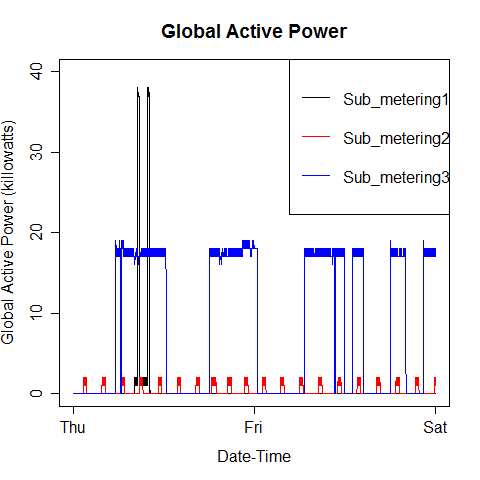 Global Active Power
Global Active Power (killowatts)
40
30
20
10
0
Sub_metering1
Sub_metering2
Sub_metering3
Thu
Fri
Sat
Date-Time